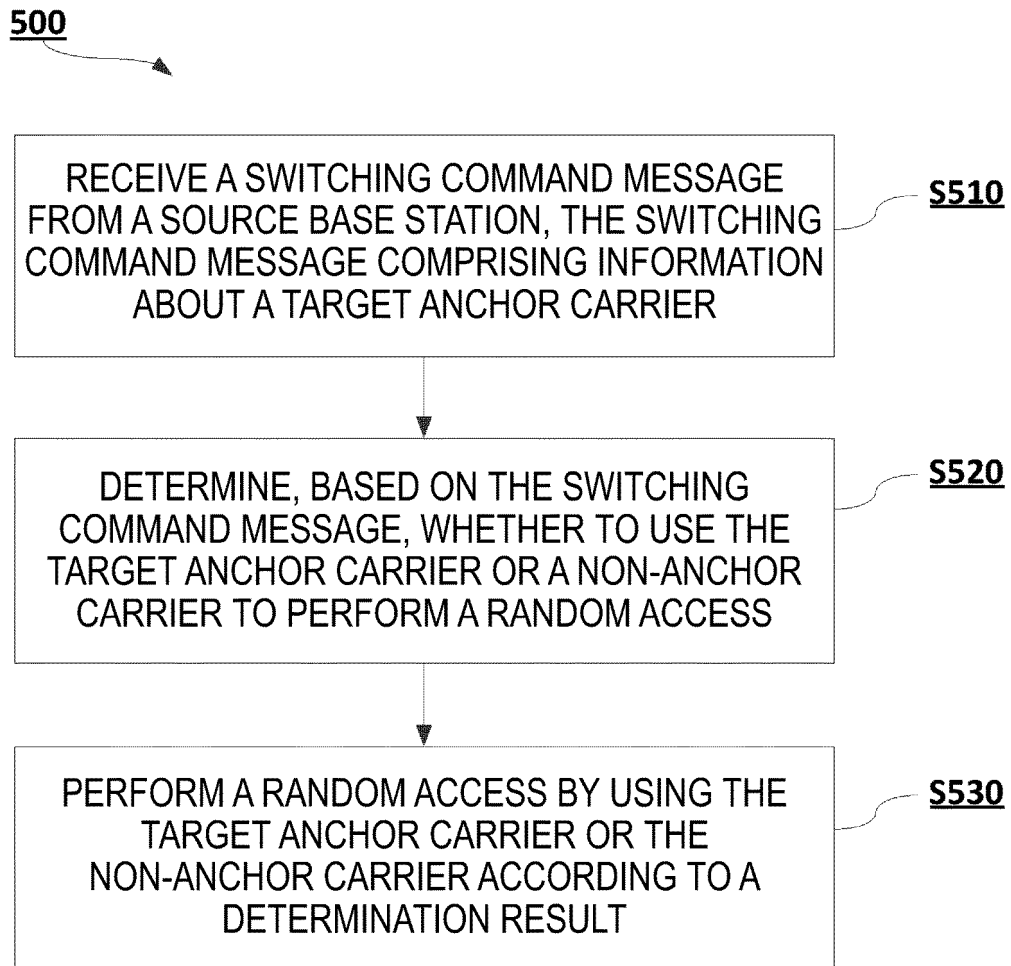 500
RECEIVE A SWITCHING COMMAND MESSAGE
FROM A SOURCE BASE STATION, THE SWITCHING
COMMAND MESSAGE COMPRISING INFORMATION
ABOUT A TARGET ANCHOR CARRIER
S510
DETERMINE, BASED ON THE SWITCHING
COMMAND MESSAGE, WHETHER TO USE THE
TARGET ANCHOR CARRIER OR A NON-ANCHOR
CARRIER TO PERFORM A RANDOM ACCESS
S520
PERFORM A RANDOM ACCESS BY USING THE
TARGET ANCHOR CARRIER OR THE
NON-ANCHOR CARRIER ACCORDING TO A
DETERMINATION RESULT
S530